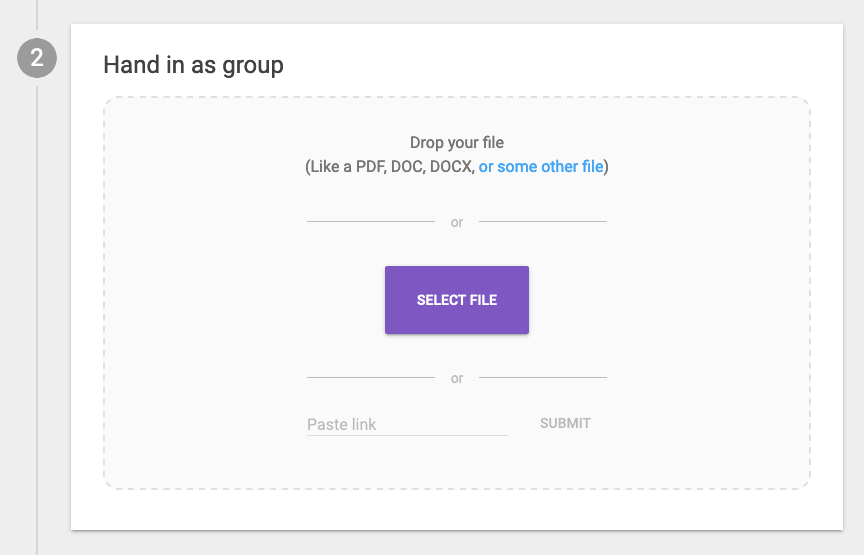 2
Hand in as group
Drop your file
(Like a PDF, DOC, DOCX, or some other file)
or
SELECT FILE
or
Paste link
SUBMIT